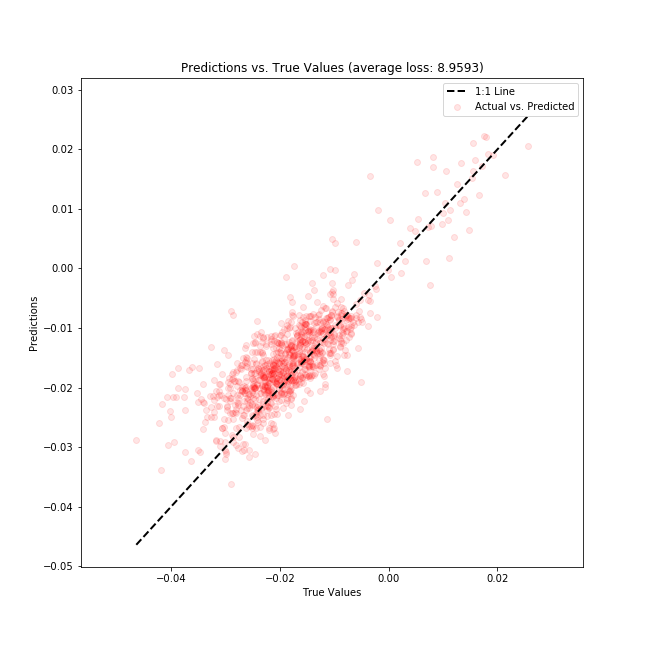 Predictions vs. True Values (average loss: 8.9593)
1:1 Line
Actual vs. Predicted
0.03
0.02
0.01
0.00
−0.01
−0.02
−0.03
−0.04
−0.05
Predictions
−0.04
−0.02
0.00
0.02
True Values